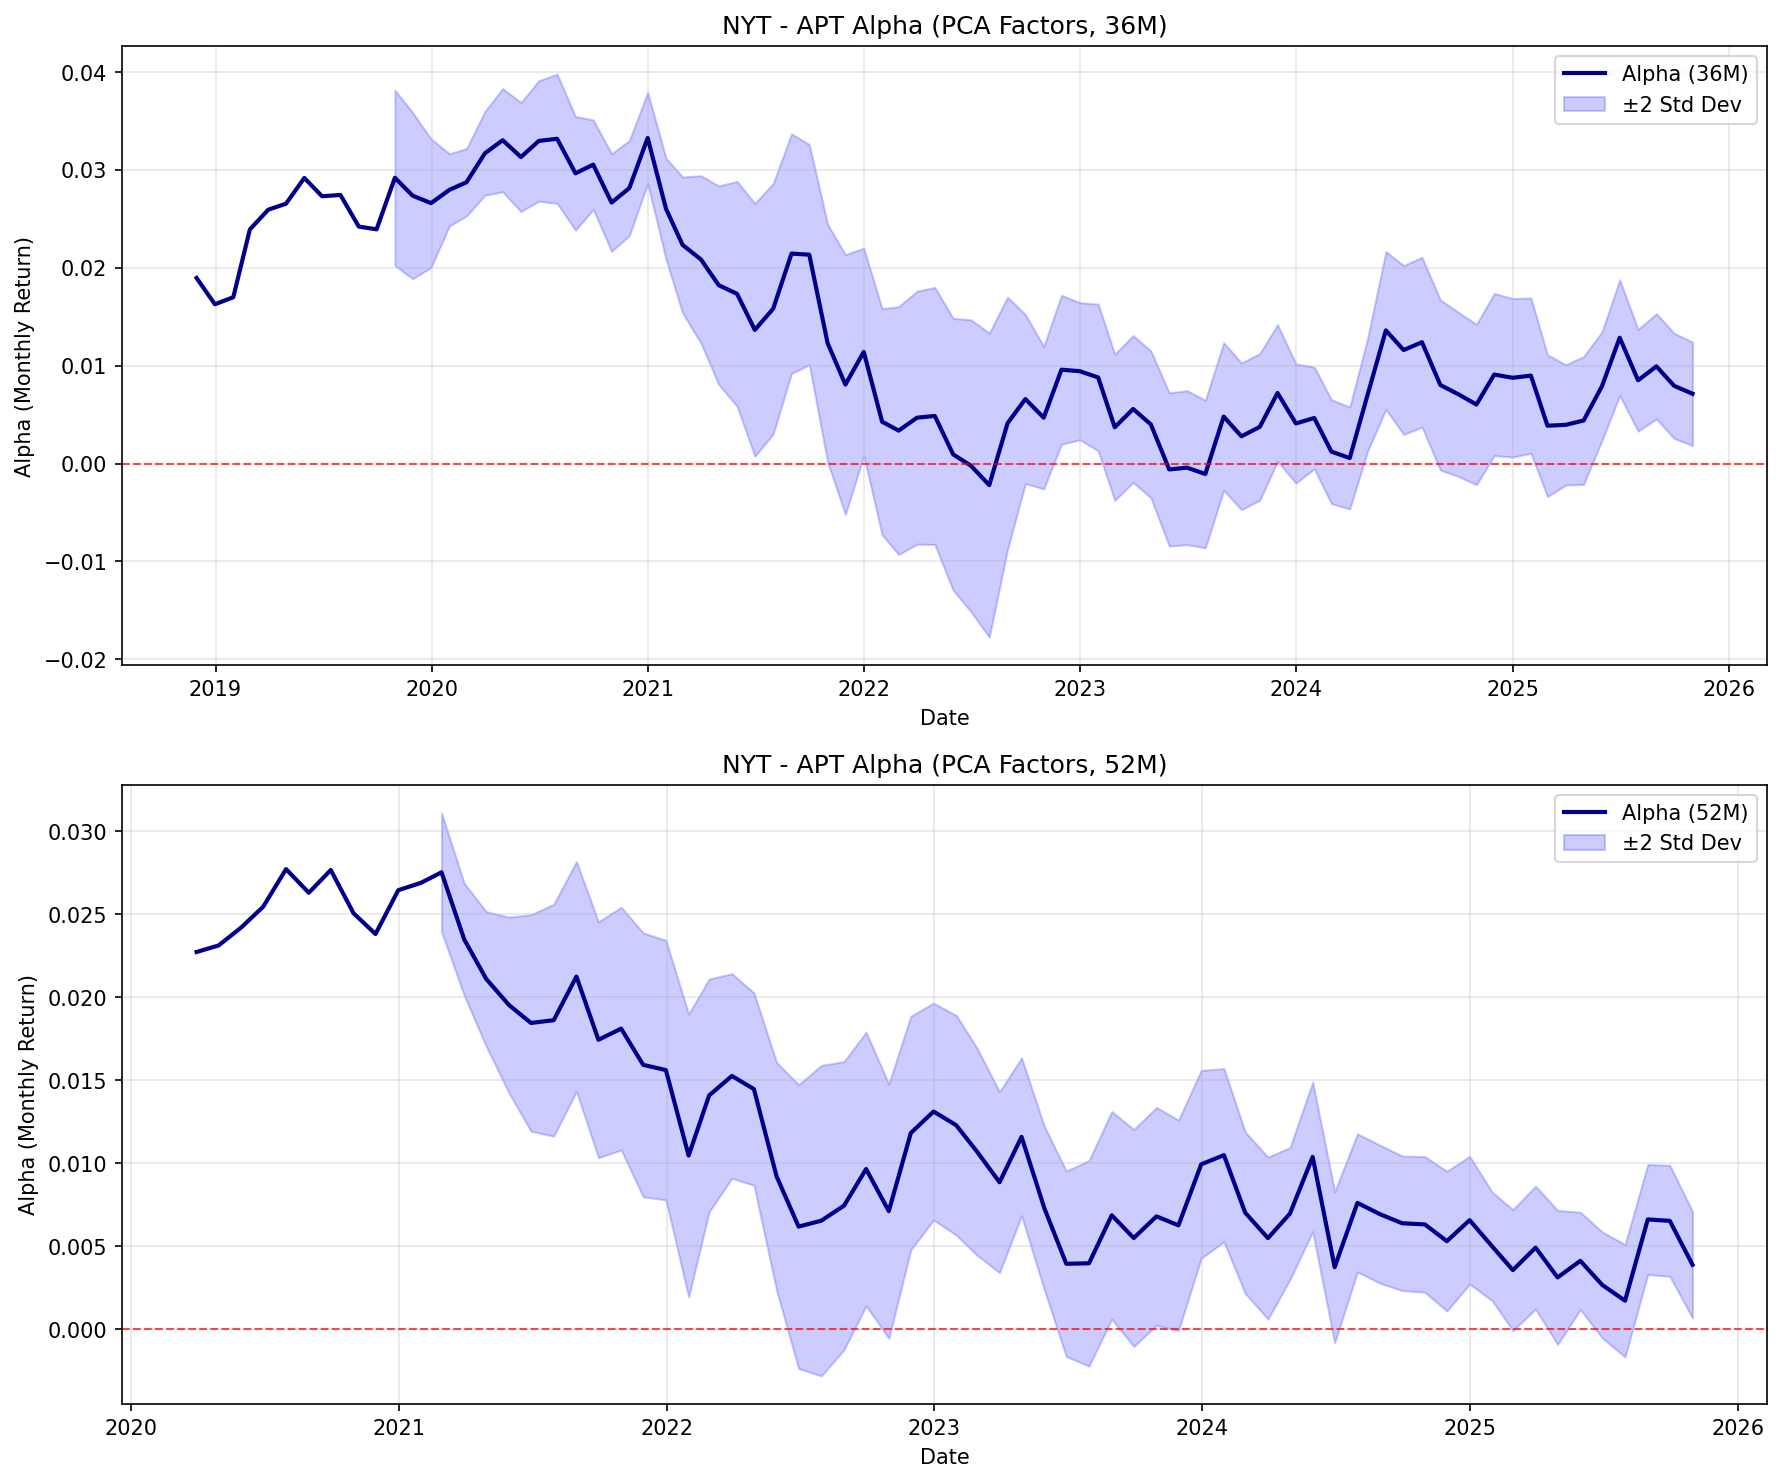 NYT - APT Alpha (PCA Factors, 36M)
Alpha (Monthly Return)
0.04
0.03
0.02
0.01
0.00
−0.01
−0.02
Alpha (36M)
±2 Std Dev
2019 2020 2021 2022 2023 2024 2025 2026
Date
NYT - APT Alpha (PCA Factors, 52M)
Alpha (Monthly Return)
0.030
0.025
0.020
0.015
0.010
0.005
0.000
Alpha (52M)
±2 Std Dev
2020 2021 2022 2023 2024 2025 2026
Date